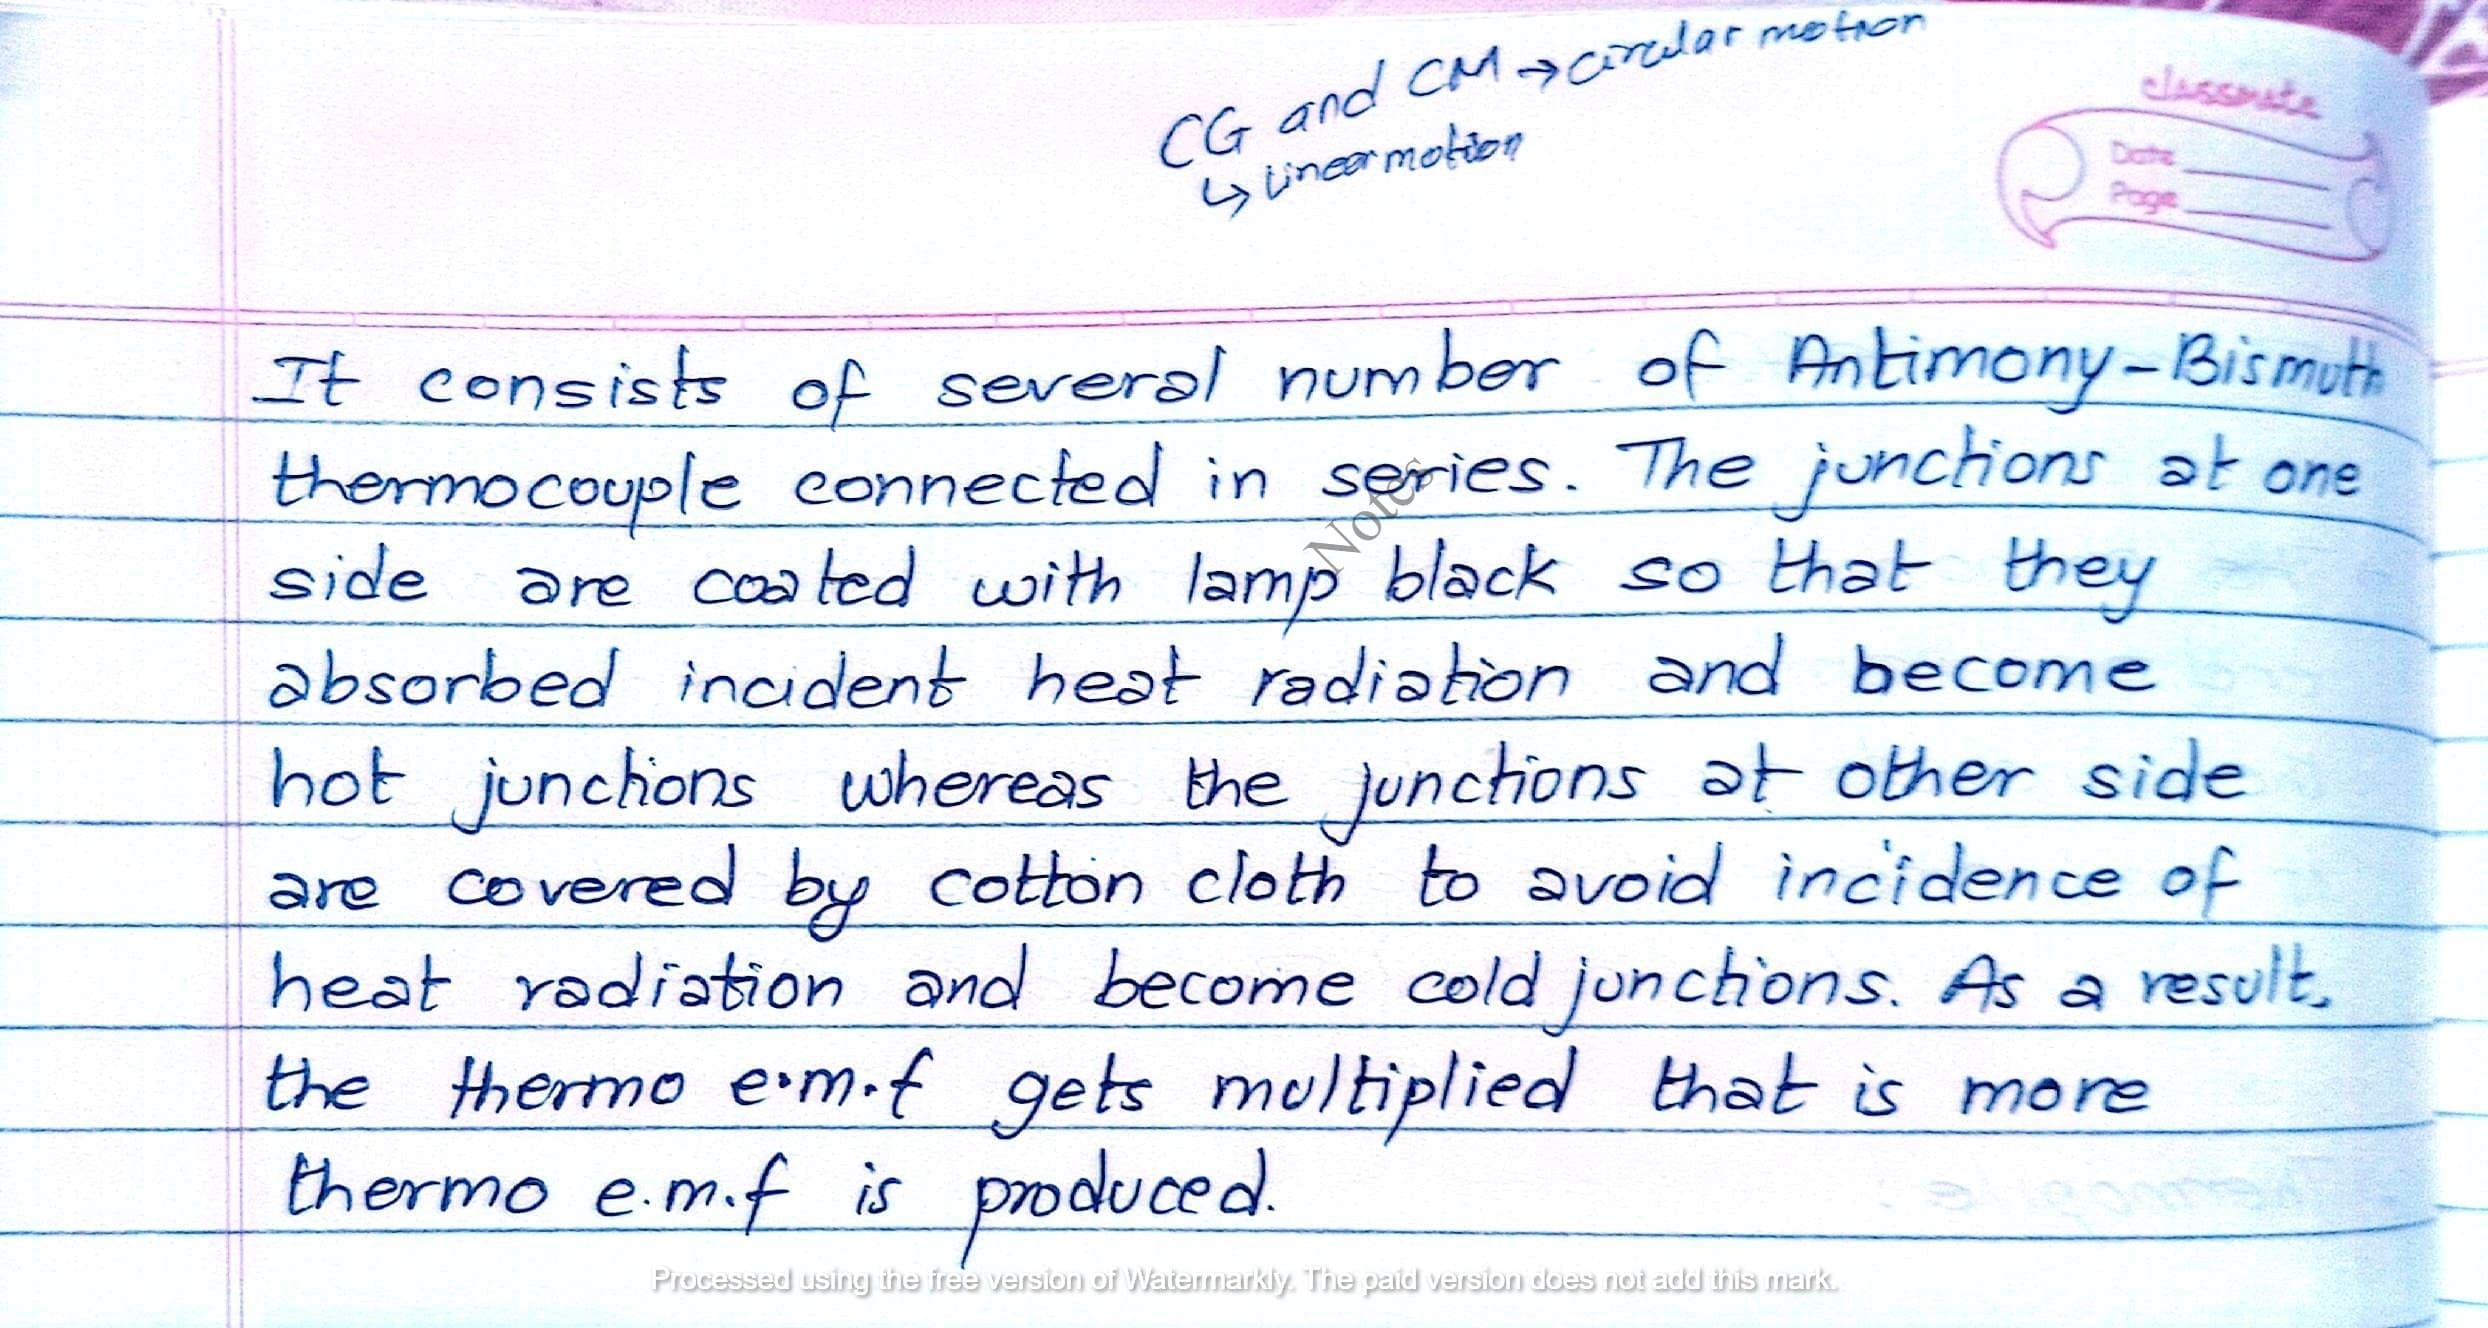 CG and CM → circular motion
↳ Linear motion
classmate
Date
Page
It consists of several number of Antimony-Bismuth
thermocouple connected in series. The junctions at one
side are coated with lamp black so that they
absorbed incident heat radiation and become
hot junctions whereas the junctions at other side
are covered by cotton cloth to avoid incidence of
heat radiation and become cold junctions. As a result,
the thermo e.m.f gets multiplied that is more
thermo e.m.f is produced.
Notes
Processed using the free version of Watermarkly. The paid version does not add this mark.